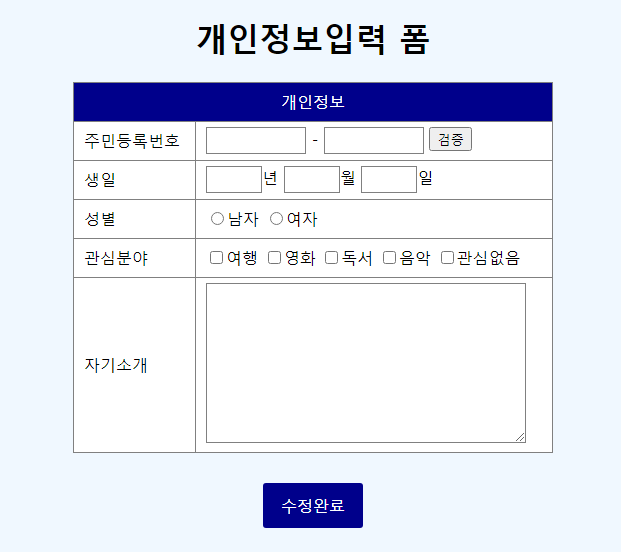 개인정보입력 폼
개인정보
주민등록번호 - 검증
생일 년 월 일
성별 남자 여자
관심분야 여행 영화 독서 음악 관심없음
자기소개
수정완료